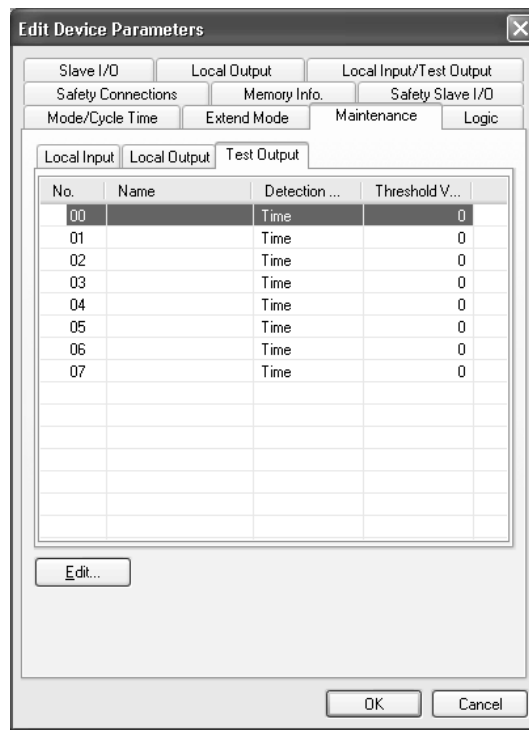 Edit Device Parameters
Slave I/O Local Output Local Input/Test Output
Safety Connections Memory Info. Safety Slave I/O
Mode/Cycle Time Extend Mode Maintenance Logic
Local Input Local Output Test Output
No. Name Detection ... Threshold V...
00 Time 0
01 Time 0
02 Time 0
03 Time 0
04 Time 0
05 Time 0
06 Time 0
07 Time 0
Edit...
OK Cancel